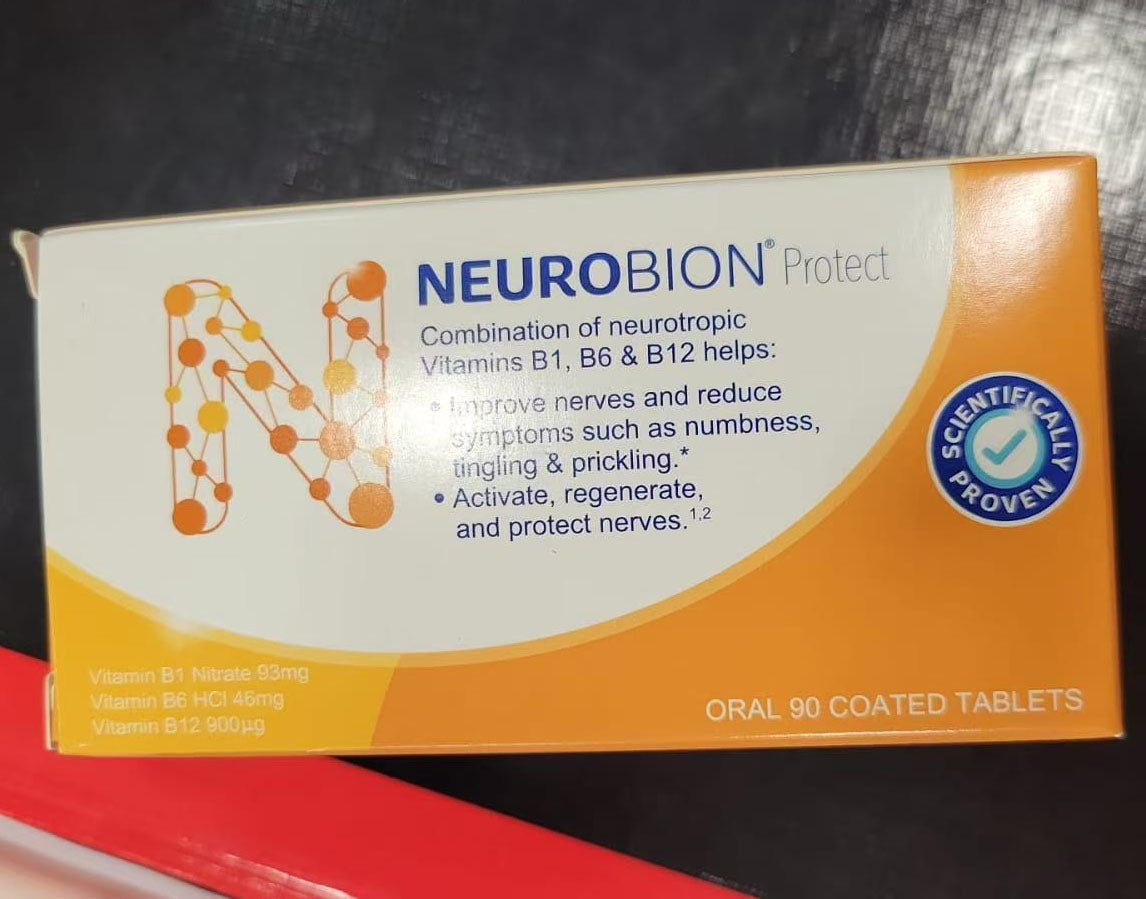 NEUROBION® Protect
Combination of neurotropic
Vitamins B1, B6 & B12 helps:
• Improve nerves and reduce
symptoms such as numbness,
tingling & prickling.*
• Activate, regenerate,
and protect nerves.1,2
SCIENTIFICALLY
PROVEN
Vitamin B1 Nitrate 93mg
Vitamin B6 HCl 46mg
Vitamin B12 900µg
ORAL 90 COATED TABLETS